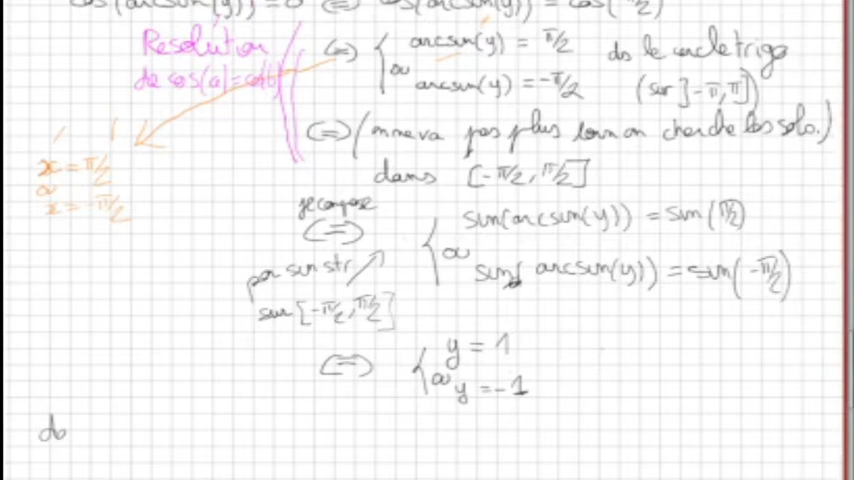 cos(arcsin(y)) = 0 ⟺ cos(arcsin(y)) = cos(π/2)
Resolution
de cos(a)=cos(b)
⟺ { arcsin(y) = π/2
ou arcsin(y) = -π/2
ds le cercle trigo
(sur ]-π,π])
⟺ (on ne va pas plus loin on cherche les solo.)
dans [-π/2, π/2]
x = π/2
ou
x = -π/2
je compose
⟺
par sin str ↗
sur [-π/2, π/2]
{ sin(arcsin(y)) = sin(π/2)
ou sin( arcsin(y)) = sin(-π/2)
⟺ { y = 1
ou y = -1
do